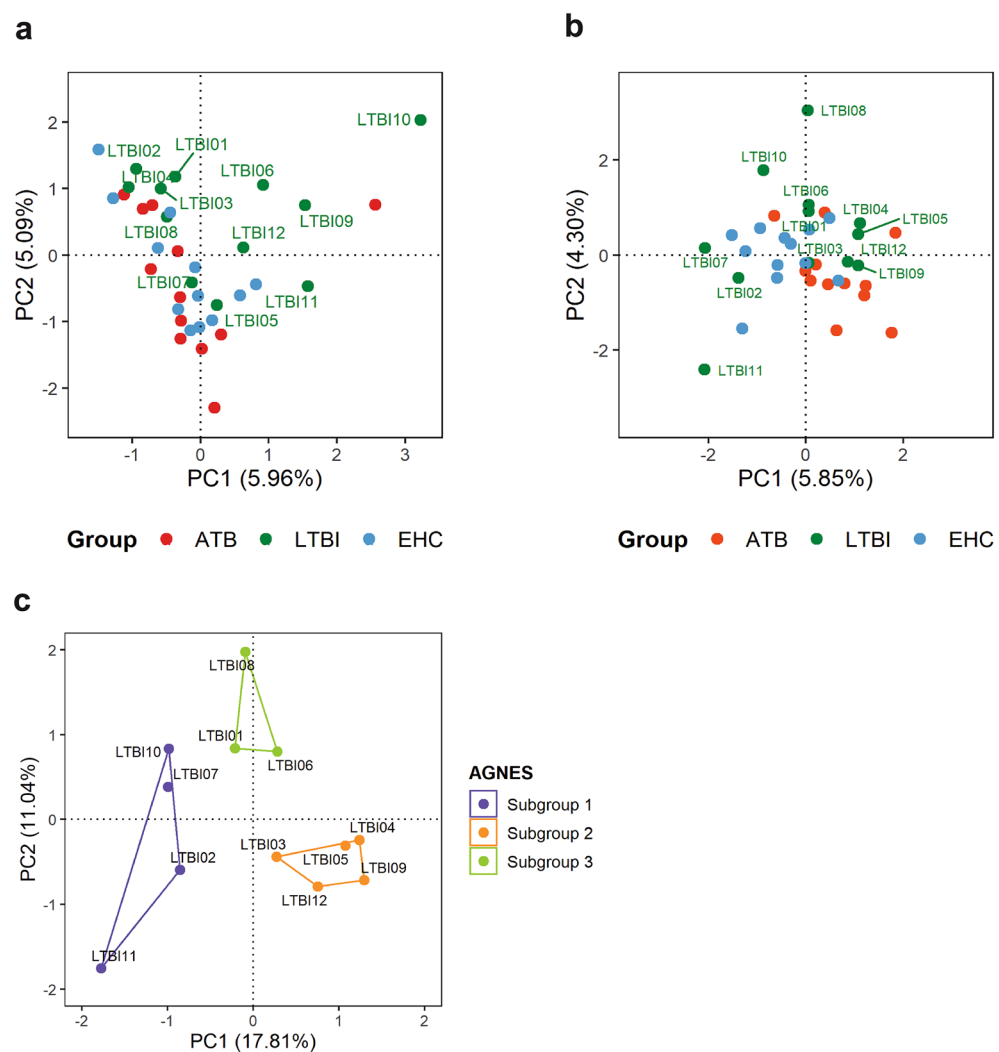 a
b
LTBI10
LTBI01
LTBI02
LTBI06
LTBI04
LTBI03
LTBI09
LTBI08
LTBI12
LTBI07
LTBI11
LTBI05
2
1
0
-1
-2
PC2 (5.09%)
-1
0
1
2
3
PC1 (5.96%)
Group
ATB
LTBI
EHC
LTBI08
LTBI10
LTBI06
LTBI04
LTBI05
LTBI01
LTBI03
LTBI12
LTBI07
LTBI09
LTBI02
LTBI11
2
0
-2
PC2 (4.30%)
-2
0
2
PC1 (5.85%)
Group
ATB
LTBI
EHC
c
LTBI08
LTBI01
LTBI10
LTBI06
LTBI07
LTBI04
LTBI03
LTBI05
LTBI02
LTBI09
LTBI12
LTBI11
2
1
0
-1
-2
PC2 (11.04%)
-2
-1
0
1
2
PC1 (17.81%)
AGNES
Subgroup 1
Subgroup 2
Subgroup 3